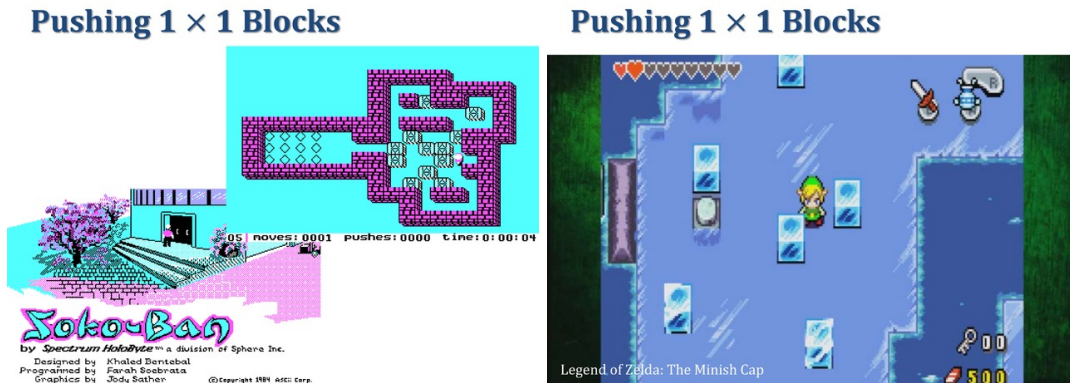 Pushing 1 × 1 Blocks
05 moves:0001 pushes:0000 time:0:00:04
Soko-Ban
by Spectrum HoloByte™ a division of Sphere Inc.
Designed by Khaled Bentebal
Programmed by Farah Soebrata
Graphics by Jody Sather
©Copyright 1984 ASCII Corp.
Pushing 1 × 1 Blocks
B
00
500
Legend of Zelda: The Minish Cap